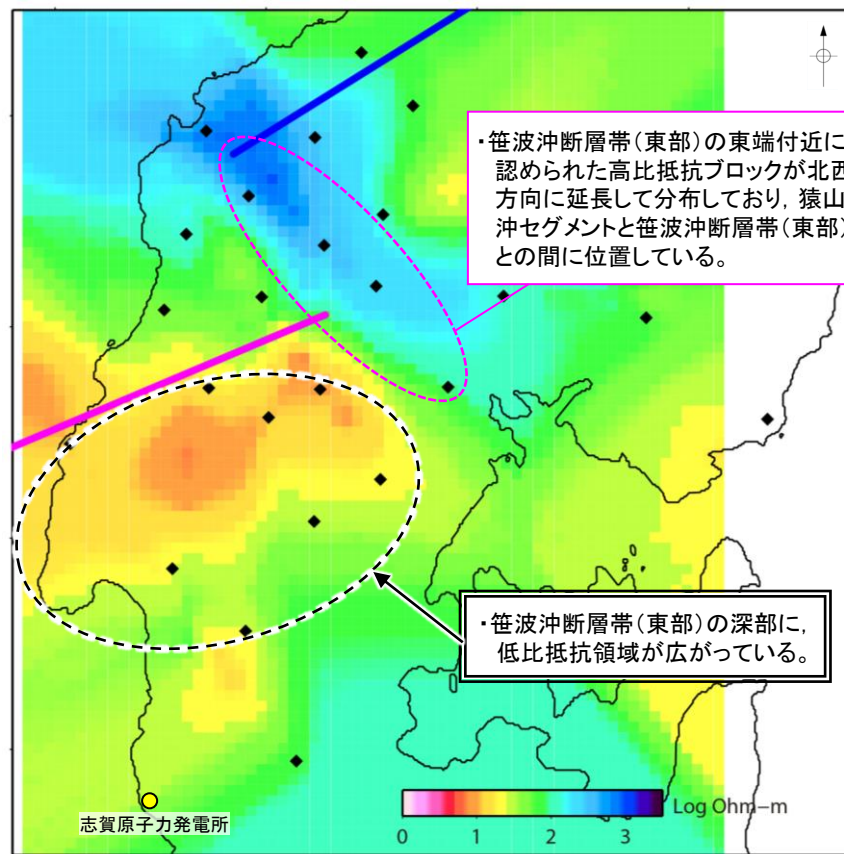 ・笹波沖断層帯(東部)の東端付近に
認められた高比抵抗ブロックが北西
方向に延長して分布しており,猿山
沖セグメントと笹波沖断層帯(東部)
との間に位置している。
・笹波沖断層帯(東部)の深部に,
低比抵抗領域が広がっている。
志賀原子力発電所
Log Ohm−m
0 1 2 3